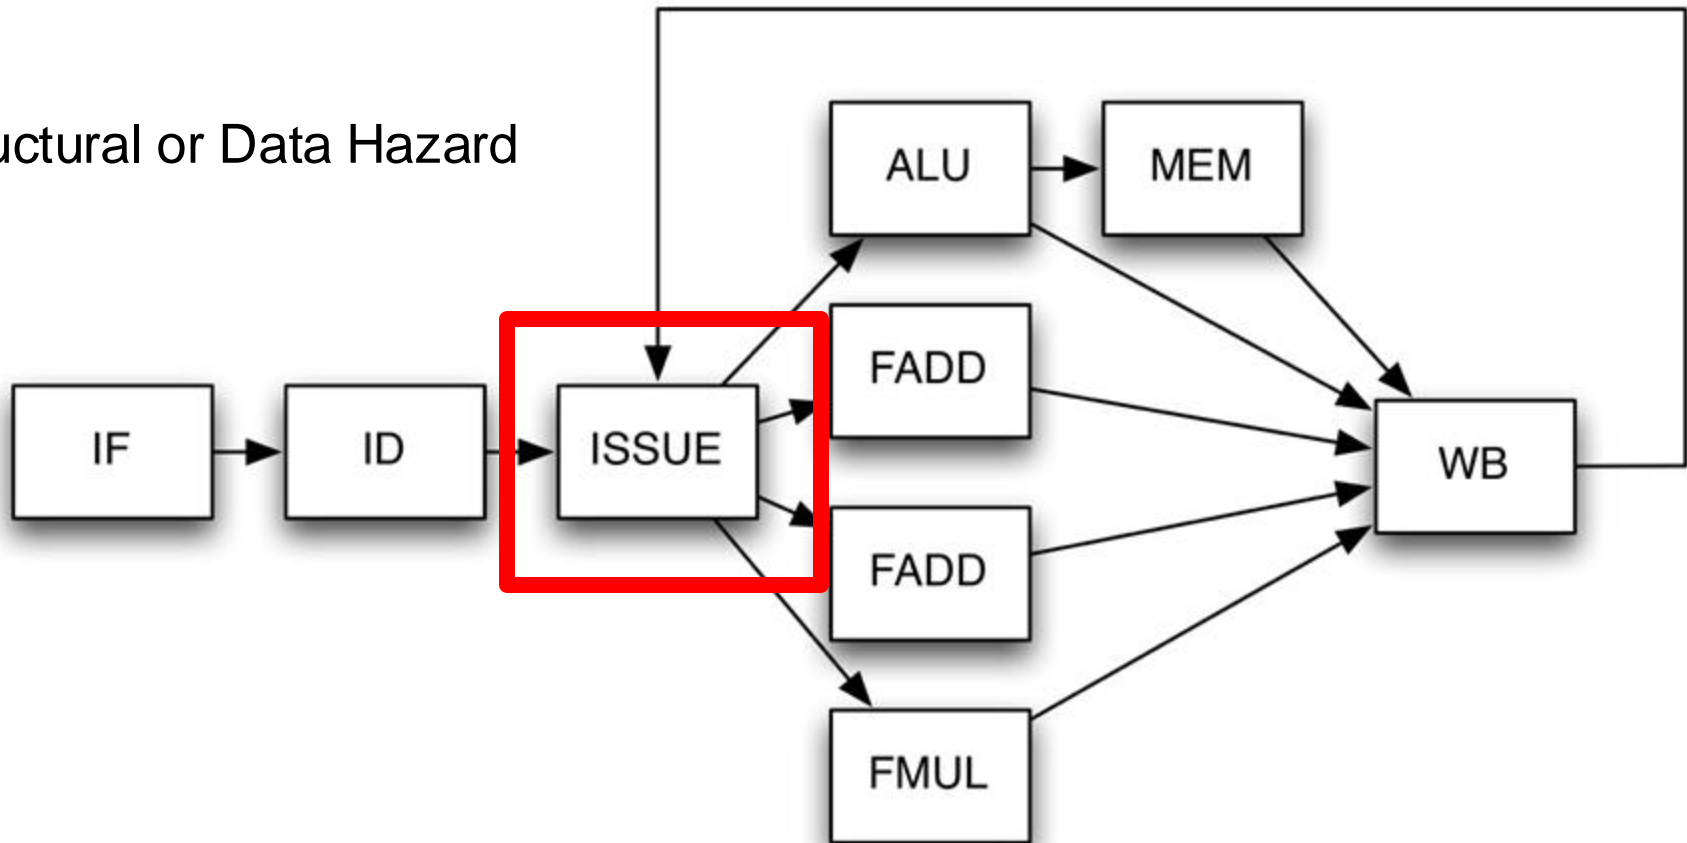 uctural or Data Hazard
ALU
MEM
FADD
IF
ID
ISSUE
WB
FADD
FMUL